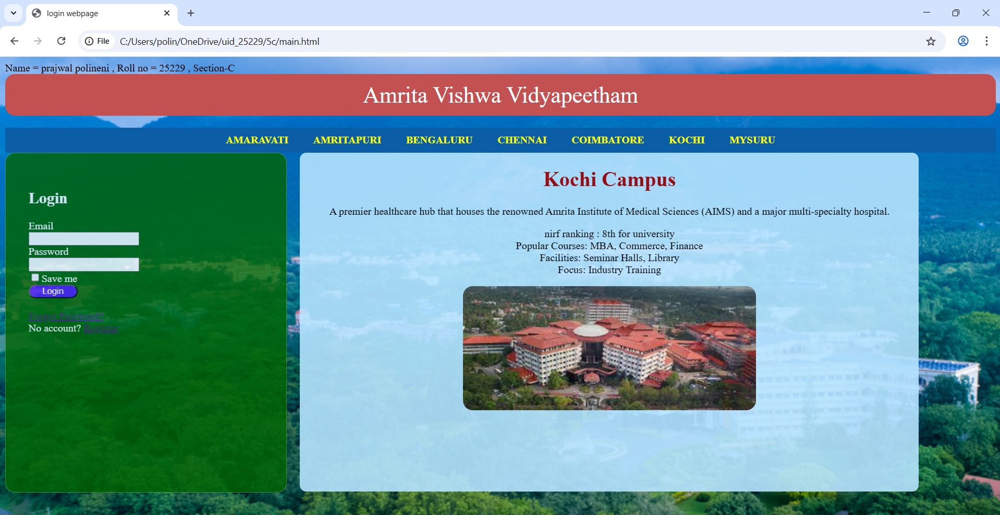 login webpage
File
C:/Users/polin/OneDrive/uid_25229/5c/main.html
Name = prajwal polineni , Roll no = 25229 , Section-C
Amrita Vishwa Vidyapeetham
AMARAVATI AMRITAPURI BENGALURU CHENNAI COIMBATORE KOCHI MYSURU
Login
Email
Password
Save me
Login
Forgot Password?
No account? Register
Kochi Campus
A premier healthcare hub that houses the renowned Amrita Institute of Medical Sciences (AIMS) and a major multi-specialty hospital.
nirf ranking : 8th for university
Popular Courses: MBA, Commerce, Finance
Facilities: Seminar Halls, Library
Focus: Industry Training